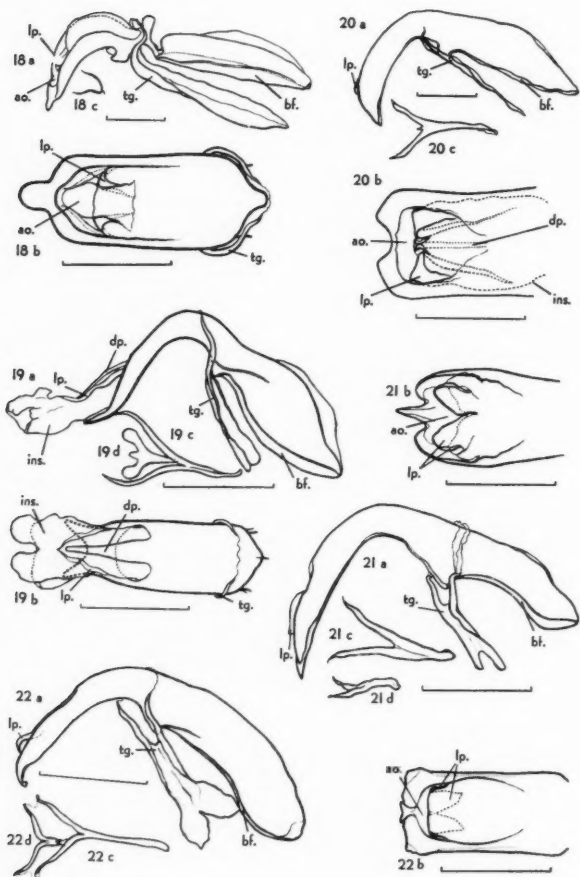 lp.
ao.
18 a
18 c
tg.
bf.
lp.
ao.
18 b
tg.
20 a
lp.
tg.
bf.
20 c
20 b
ao.
dp.
lp.
ins.
19 a
lp.
dp.
ins.
tg.
19 c
19 d
bf.
21 b
ao.
lp.
ins.
dp.
19 b
lp.
tg.
21 a
tg.
bf.
lp.
21 c
21 d
22 a
lp.
tg.
bf.
22 d
22 c
ao.
lp.
22 b